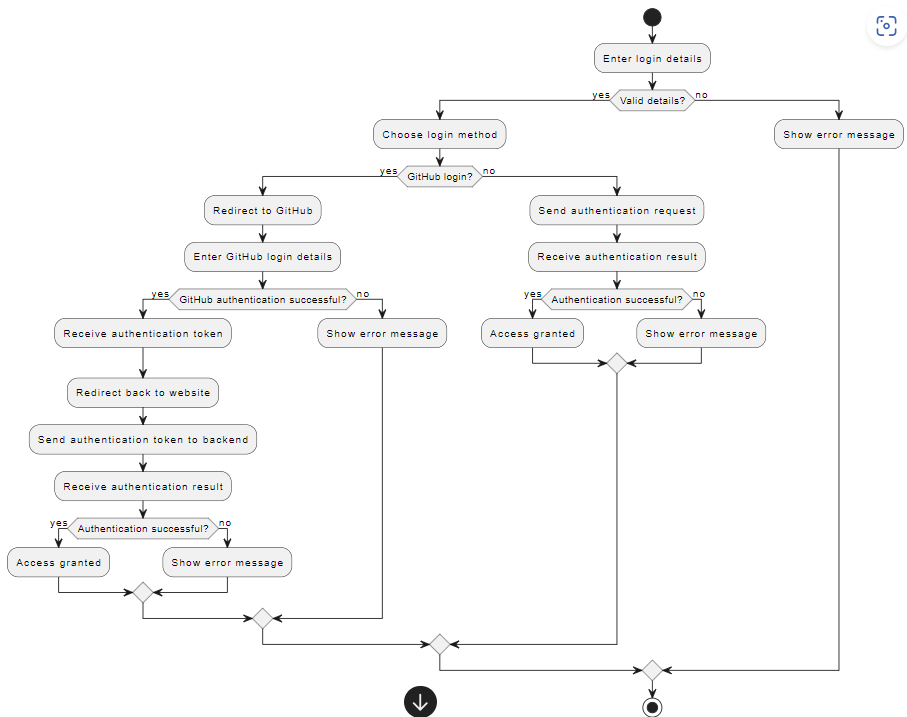 Enter login details
yes
Valid details?
no
Choose login method
Show error message
yes
GitHub login?
no
Redirect to GitHub
Send authentication request
Enter GitHub login details
Receive authentication result
yes
GitHub authentication successful?
no
yes
Authentication successful?
no
Receive authentication token
Show error message
Access granted
Show error message
Redirect back to website
Send authentication token to backend
Receive authentication result
yes
Authentication successful?
no
Access granted
Show error message